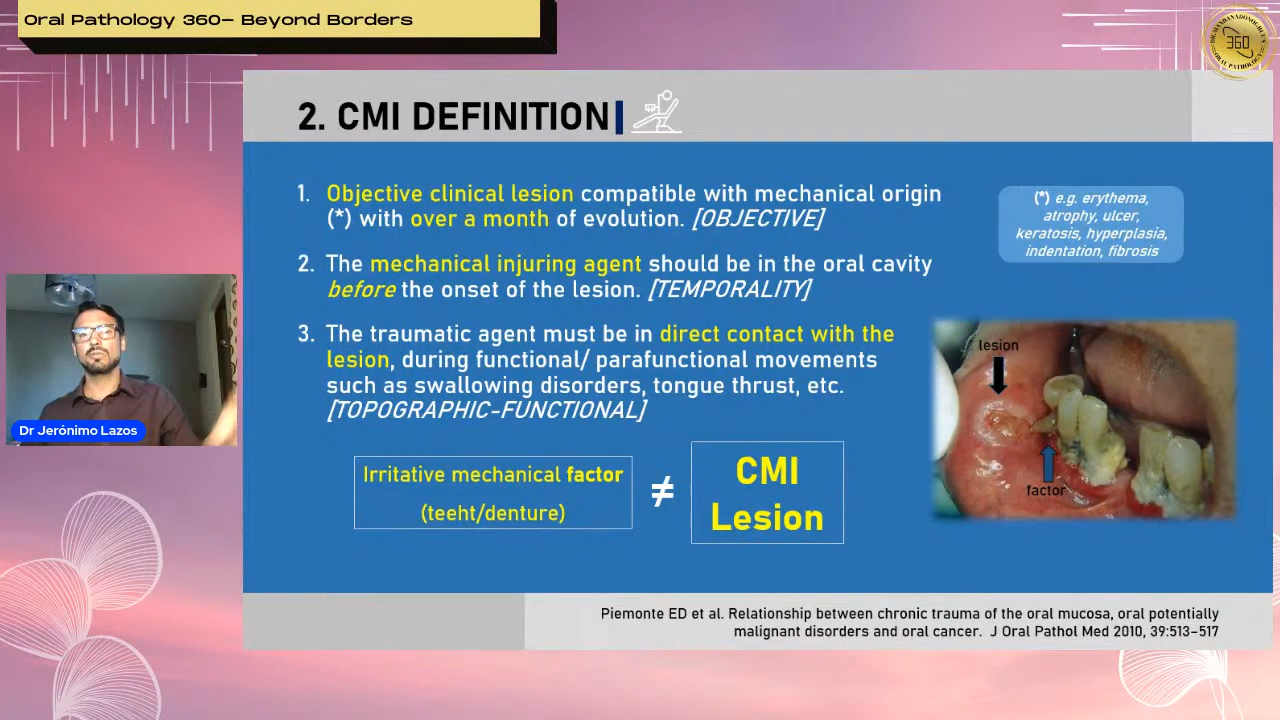 Oral Pathology 360– Beyond Borders
360
2. CMI DEFINITION
1. Objective clinical lesion compatible with mechanical origin
(*) with over a month of evolution. [OBJECTIVE]
(*) e.g. erythema,
atrophy, ulcer,
keratosis, hyperplasia,
indentation, fibrosis
2. The mechanical injuring agent should be in the oral cavity
before the onset of the lesion. [TEMPORALITY]
3. The traumatic agent must be in direct contact with the
lesion, during functional/ parafunctional movements
such as swallowing disorders, tongue thrust, etc.
[TOPOGRAPHIC-FUNCTIONAL]
lesion
factor
Dr Jerónimo Lazos
Irritative mechanical factor
(teeht/denture)
≠
CMI
Lesion
Piemonte ED et al. Relationship between chronic trauma of the oral mucosa, oral potentially
malignant disorders and oral cancer. J Oral Pathol Med 2010, 39:513–517